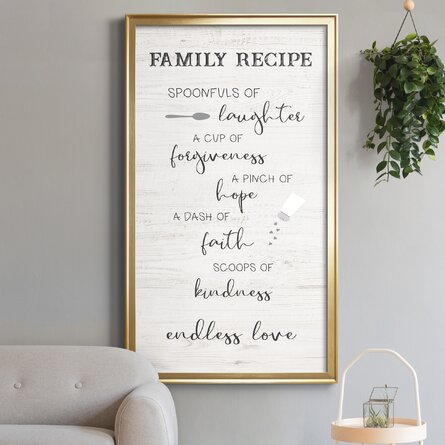 FAMILY RECIPE
SPOONFULS OF
laughter
A CUP OF
forgiveness
A PINCH OF
hope
A DASH OF
faith
SCOOPS OF
kindness
endless love